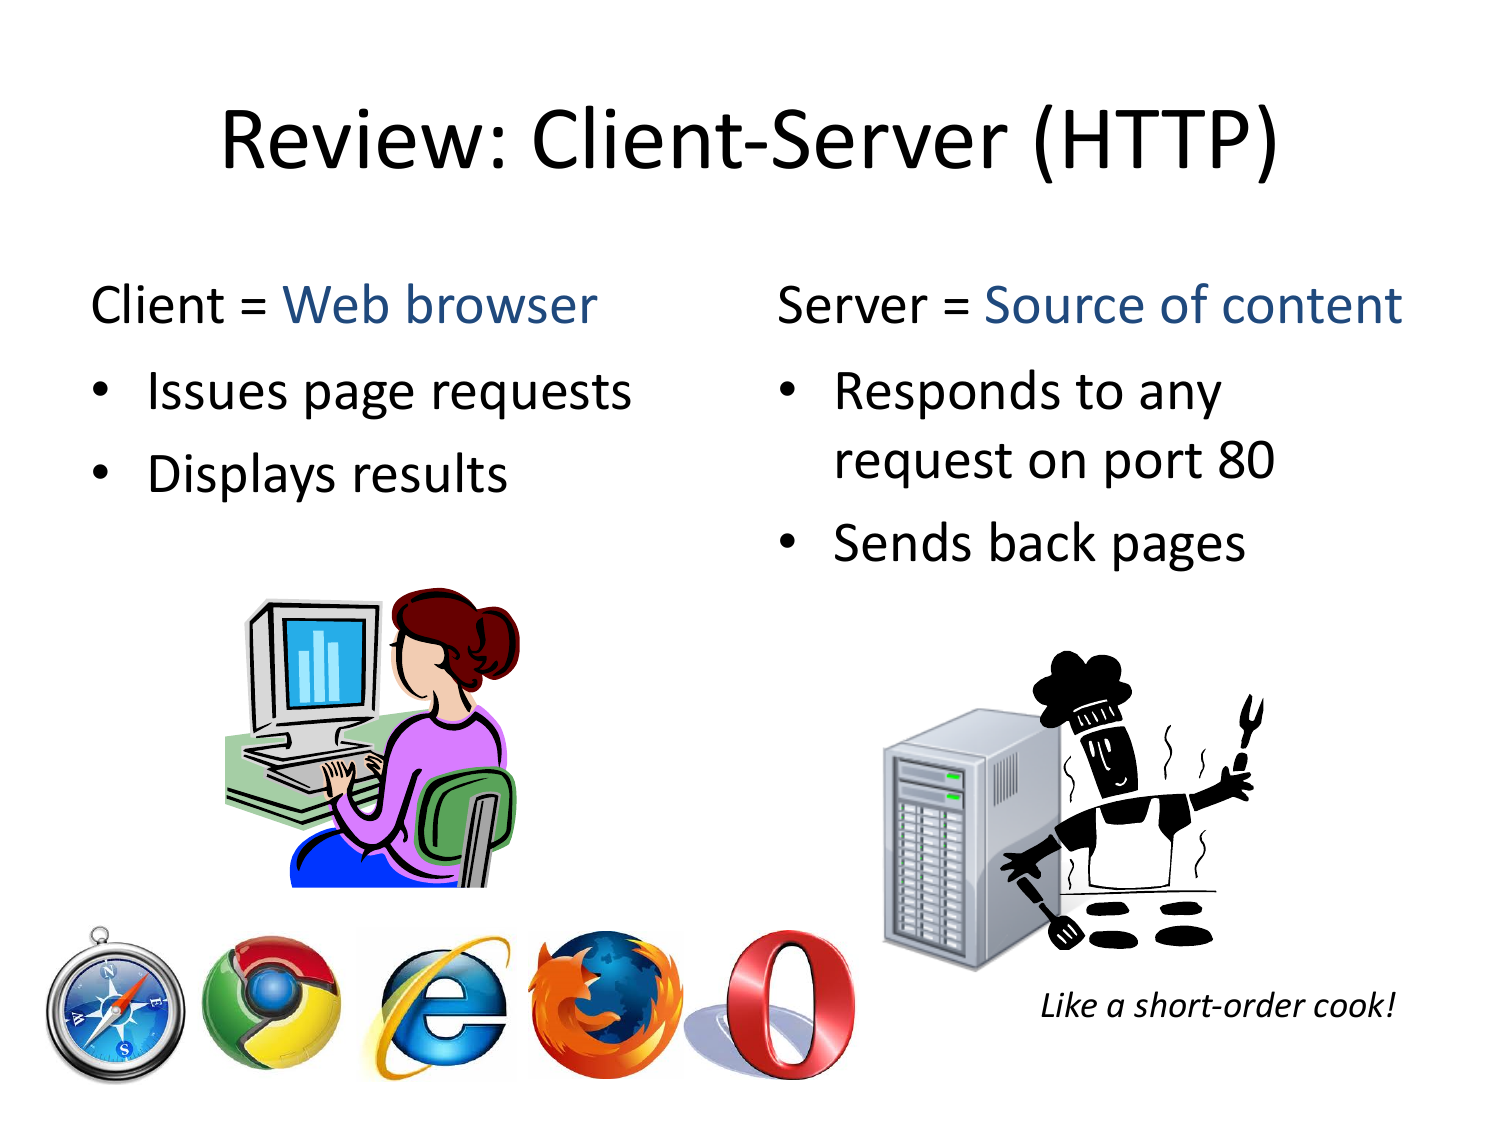 Review: Client-Server (HTTP)
Client = Web browser
• Issues page requests
• Displays results
Server = Source of content
• Responds to any
request on port 80
• Sends back pages
N
E
S
W
Like a short-order cook!